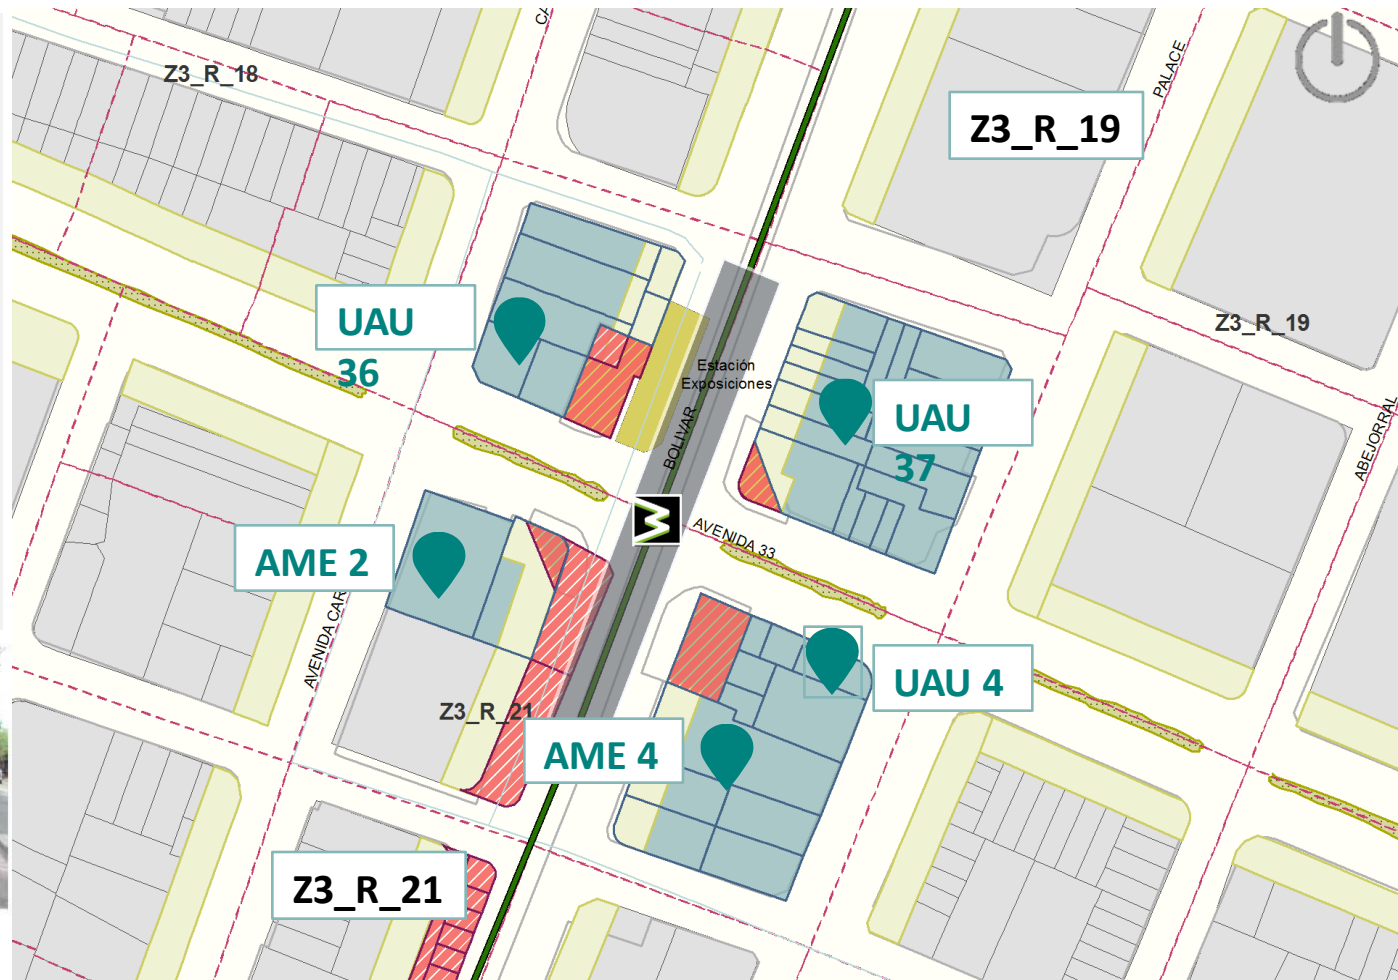 CA
Z3_R_18
PALACE
Z3_R_19
UAU
36
Z3_R_19
Estación
Exposiciones
BOLIVAR
UAU
37
ABEJORRAL
AVENIDA 33
AME 2
AVENIDA CAR
UAU 4
Z3_R_21
AME 4
Z3_R_21